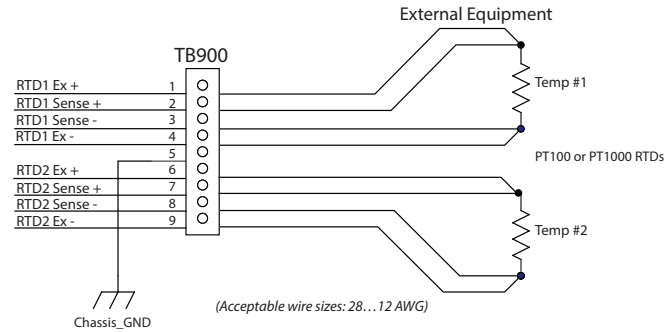 External Equipment
TB900
RTD1 Ex + 1
RTD1 Sense + 2
RTD1 Sense - 3
RTD1 Ex - 4
5
RTD2 Ex + 6
RTD2 Sense + 7
RTD2 Sense - 8
RTD2 Ex - 9
Temp #1
PT100 or PT1000 RTDs
Temp #2
(Acceptable wire sizes: 28…12 AWG)
Chassis_GND